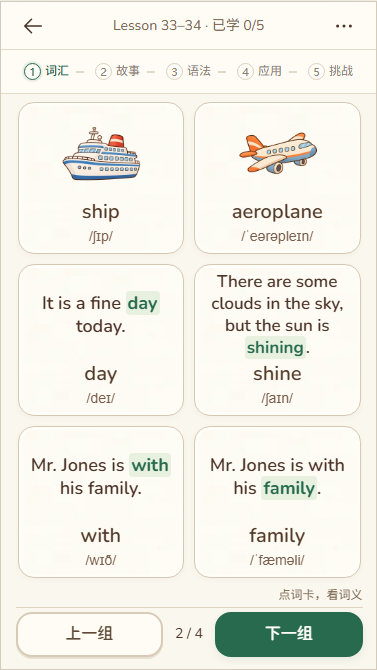 Lesson 33–34 · 已学 0/5
1 词汇 – 2 故事 – 3 语法 – 4 应用 – 5 挑战
ship
/ʃɪp/
aeroplane
/ˈeərəpleɪn/
It is a fine day
today.
day
/deɪ/
There are some
clouds in the sky,
but the sun is
shining.
shine
/ʃaɪn/
Mr. Jones is with
his family.
with
/wɪð/
Mr. Jones is with
his family.
family
/ˈfæməli/
点词卡，看词义
上一组
2 / 4
下一组